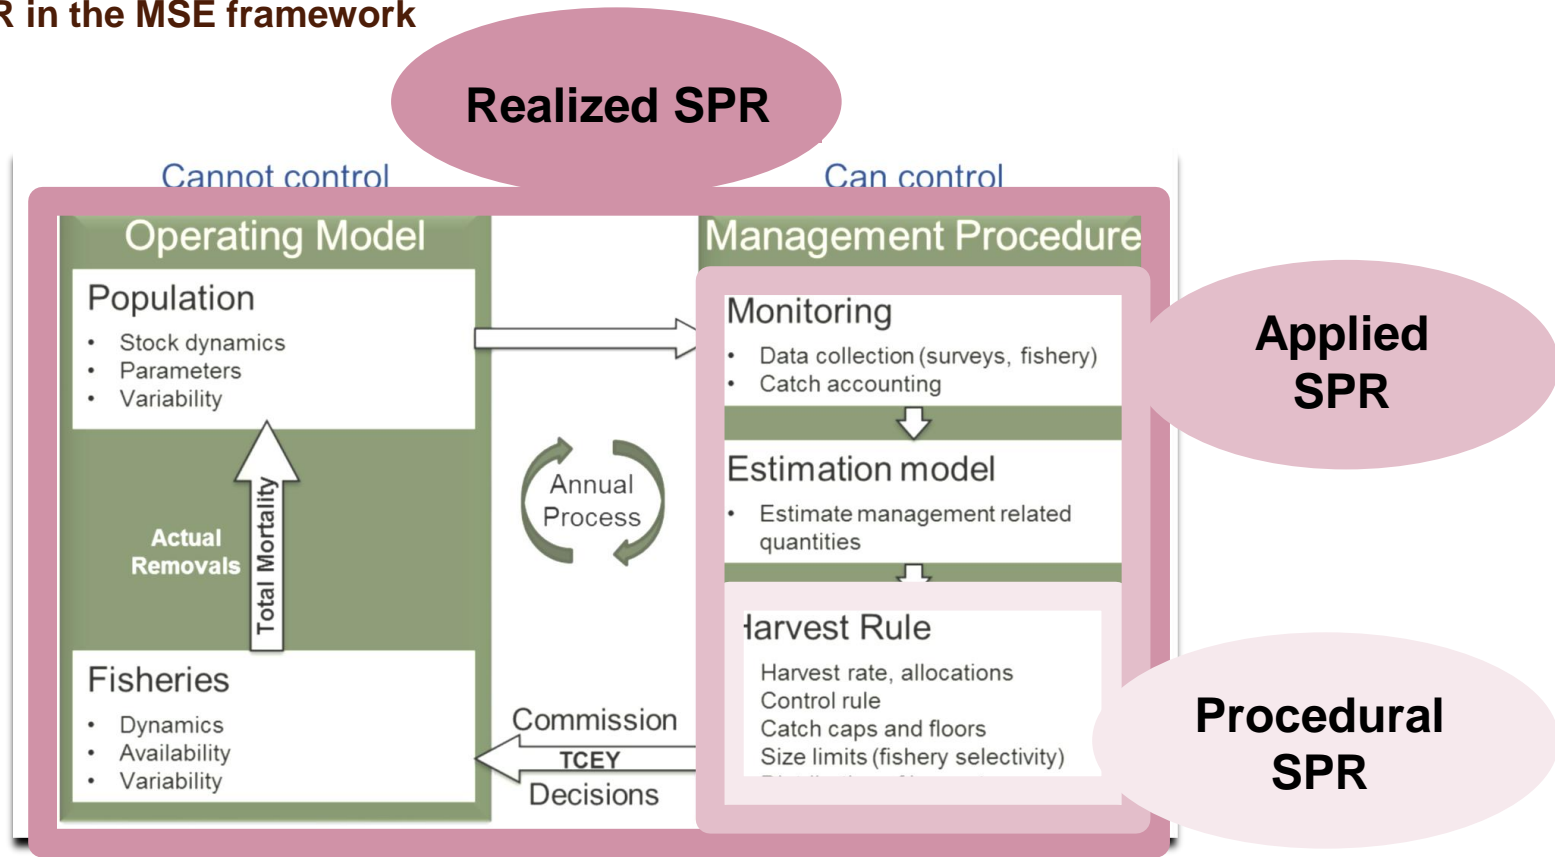 R in the MSE framework
Realized SPR
Cannot control
Can control
Operating Model
Management Procedure
Population
• Stock dynamics
• Parameters
• Variability
Monitoring
• Data collection (surveys, fishery)
• Catch accounting
Applied
SPR
Estimation model
• Estimate management related
quantities
Annual
Process
Actual
Removals
Total Mortality
Harvest Rule
Harvest rate, allocations
Control rule
Catch caps and floors
Size limits (fishery selectivity)
Procedural
SPR
Fisheries
• Dynamics
• Availability
• Variability
Commission
TCEY
Decisions